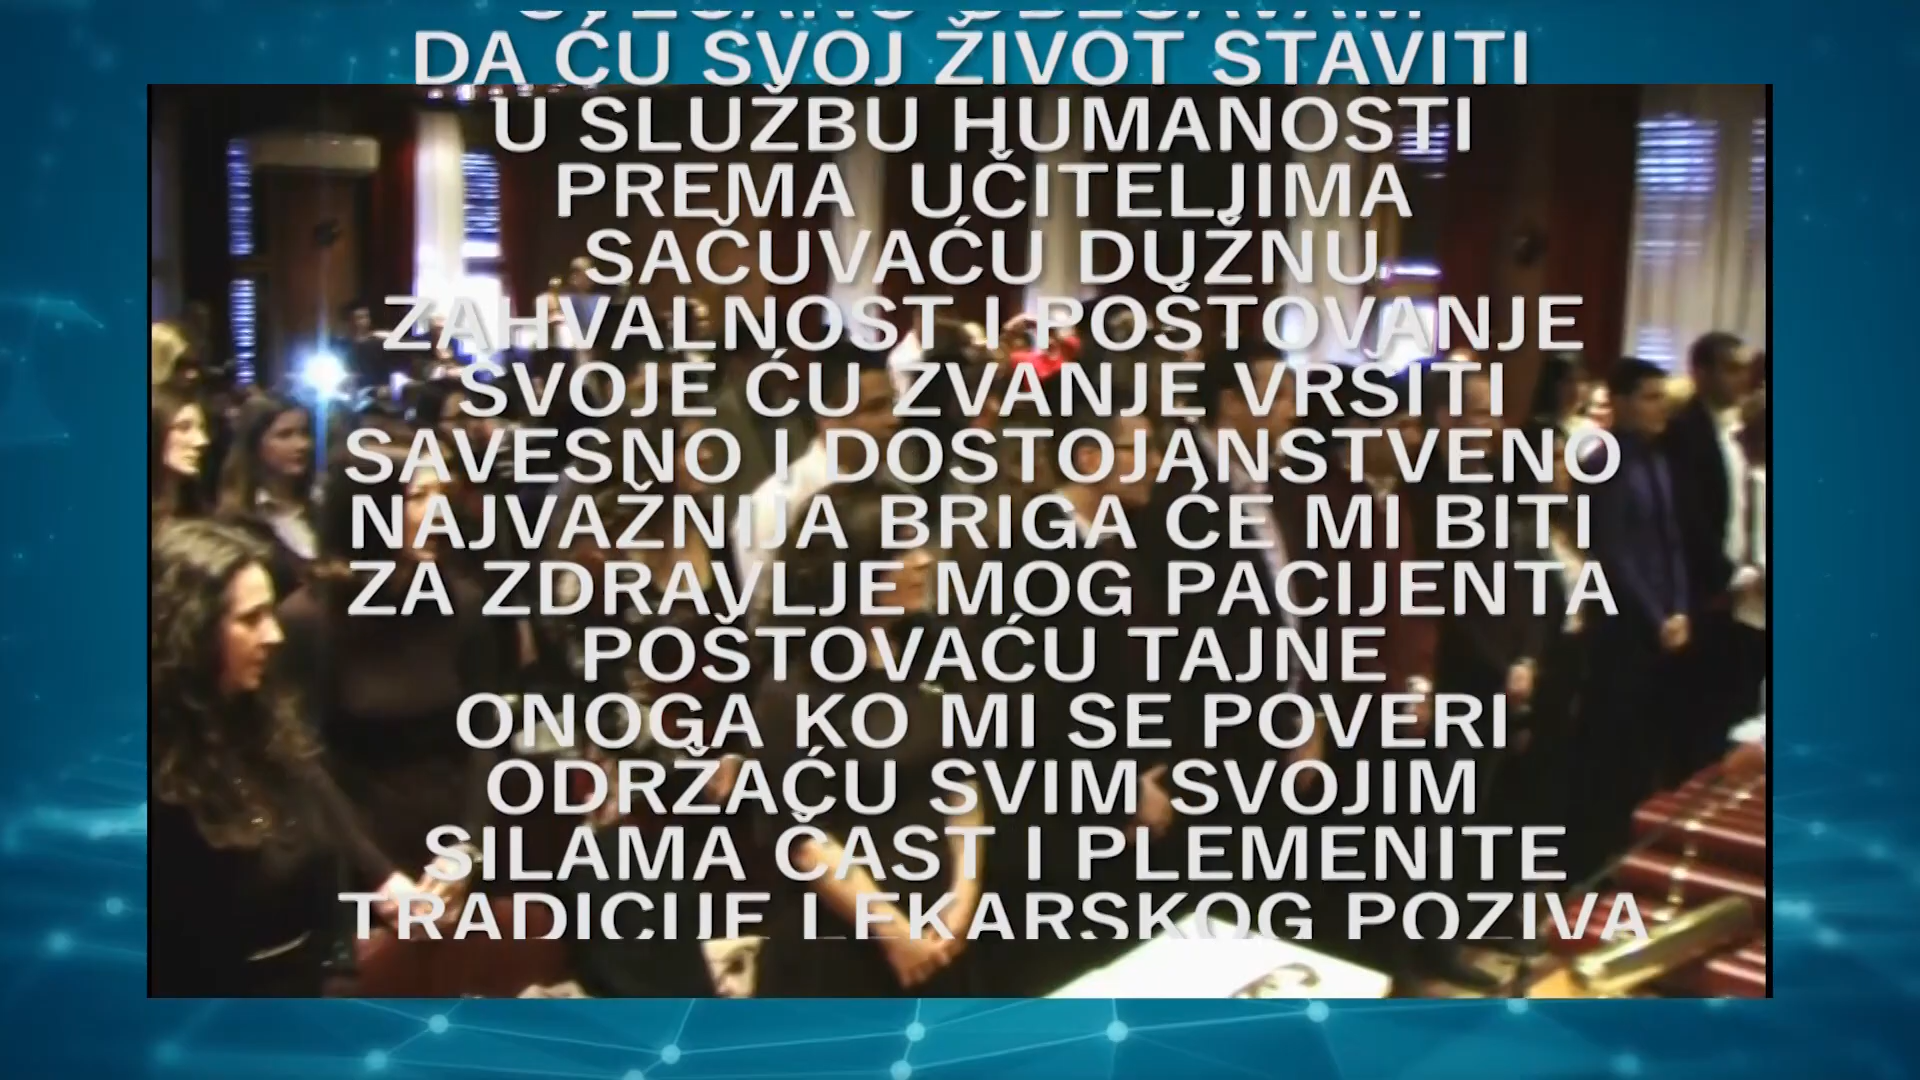 DA ĆU SVOJ ŽIVOT STAVITI
U SLUŽBU HUMANOSTI
PREMA UČITELJIMA
SAČUVAĆU DUŽNU
ZAHVALNOST I POŠTOVANJE
SVOJE ĆU ZVANJE VRŠITI
SAVESNO I DOSTOJANSTVENO
NAJVAŽNIJA BRIGA ĆE MI BITI
ZA ZDRAVLJE MOG PACIJENTA
POŠTOVAĆU TAJNE
ONOGA KO MI SE POVERI
ODRŽAĆU SVIM SVOJIM
SILAMA ČAST I PLEMENITE
TRADICIJE LEKARSKOG POZIVA